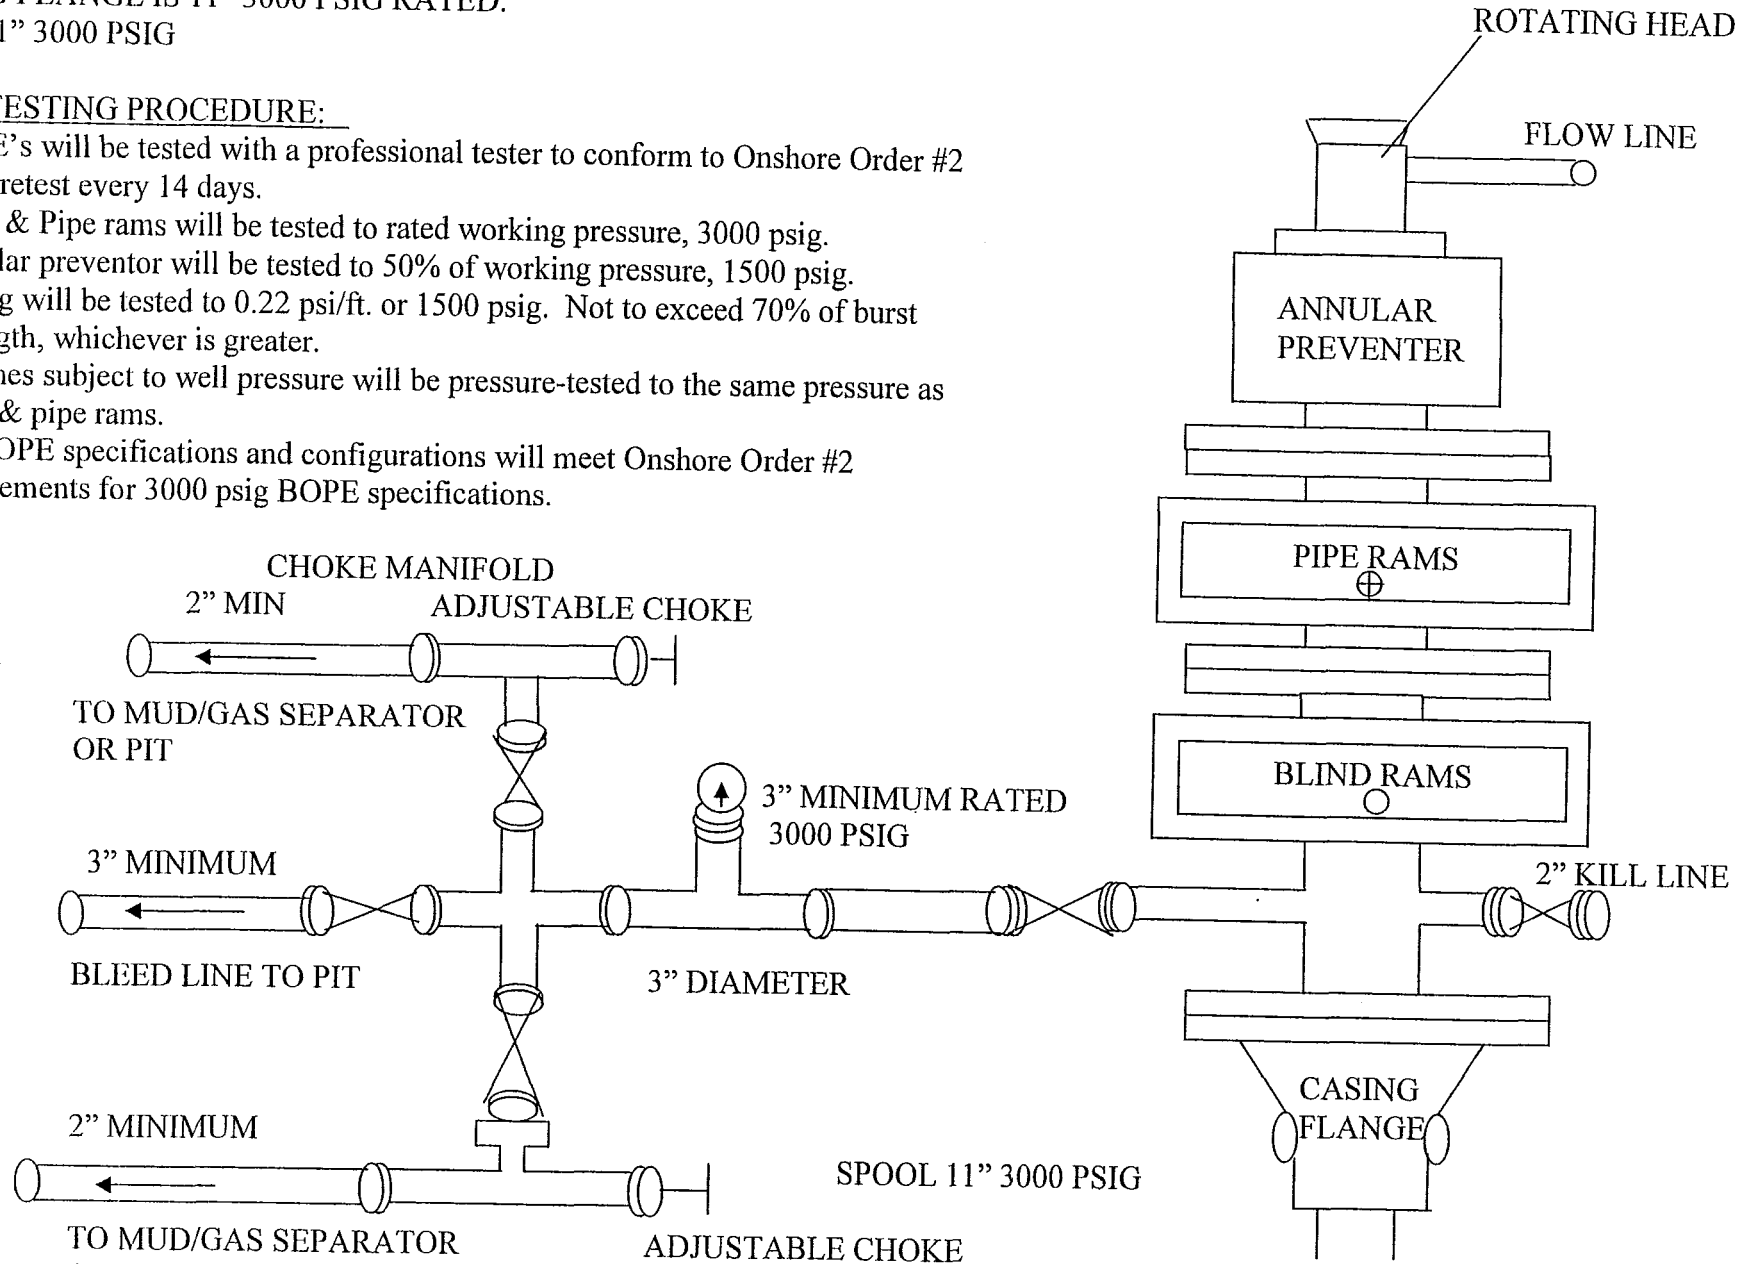 FLANGE IS 11" 3000 PSIG RATED.
1" 3000 PSIG
TESTING PROCEDURE:
E's will be tested with a professional tester to conform to Onshore Order #2
retest every 14 days.
& Pipe rams will be tested to rated working pressure, 3000 psig.
lar preventor will be tested to 50% of working pressure, 1500 psig.
g will be tested to 0.22 psi/ft. or 1500 psig. Not to exceed 70% of burst
gth, whichever is greater.
nes subject to well pressure will be pressure-tested to the same pressure as
& pipe rams.
OPE specifications and configurations will meet Onshore Order #2
ements for 3000 psig BOPE specifications.
ROTATING HEAD
FLOW LINE
ANNULAR
PREVENTER
PIPE RAMS
BLIND RAMS
2" KILL LINE
CASING
FLANGE
SPOOL 11" 3000 PSIG
CHOKE MANIFOLD
2" MIN
ADJUSTABLE CHOKE
TO MUD/GAS SEPARATOR
OR PIT
3" MINIMUM RATED
3000 PSIG
3" MINIMUM
BLEED LINE TO PIT
3" DIAMETER
2" MINIMUM
TO MUD/GAS SEPARATOR
ADJUSTABLE CHOKE